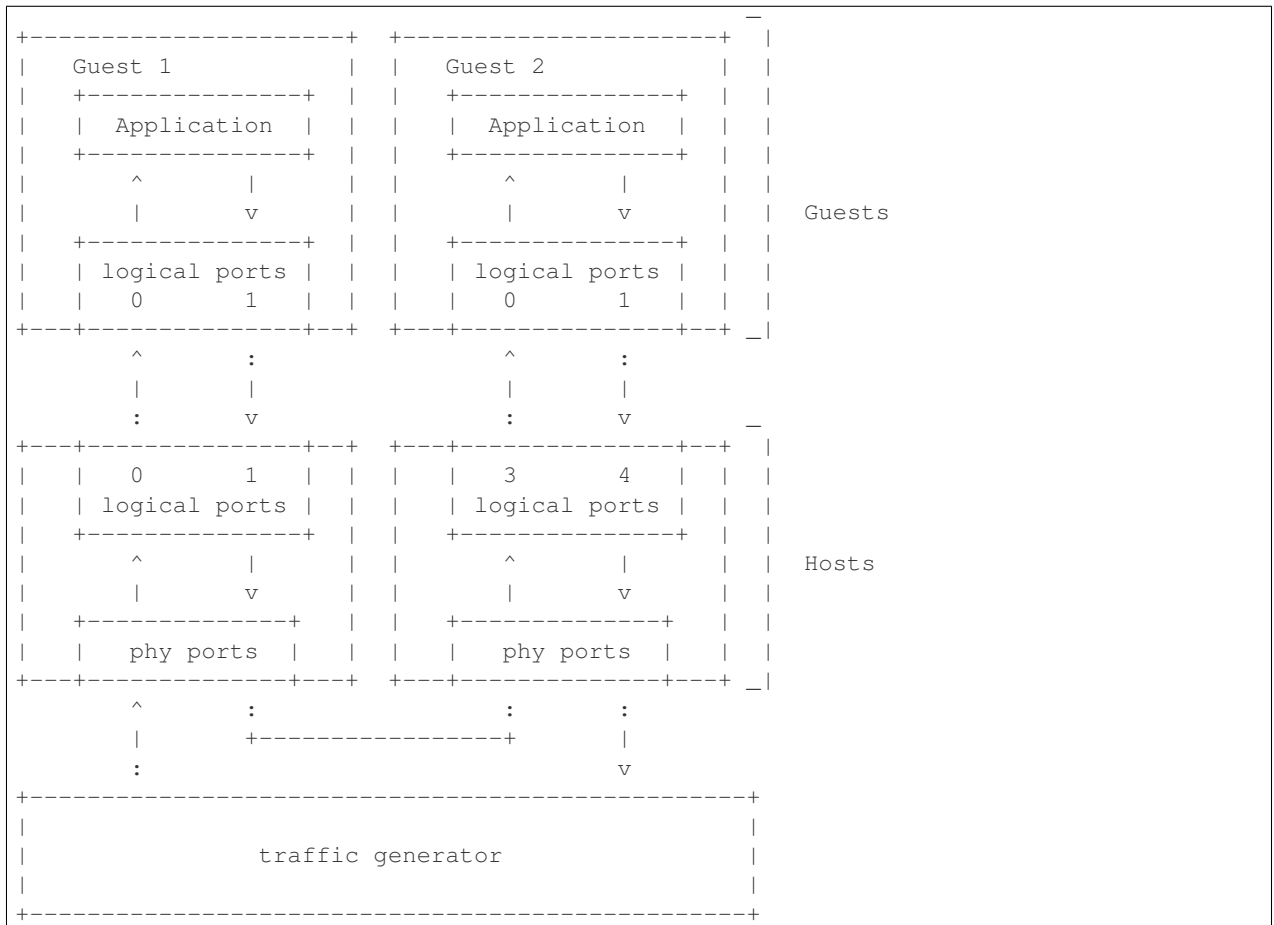 Guest 1 Guest 2
Application Application
Guests
logical ports logical ports
0 1 0 1
0 1 3 4
logical ports logical ports
Hosts
phy ports phy ports
traffic generator